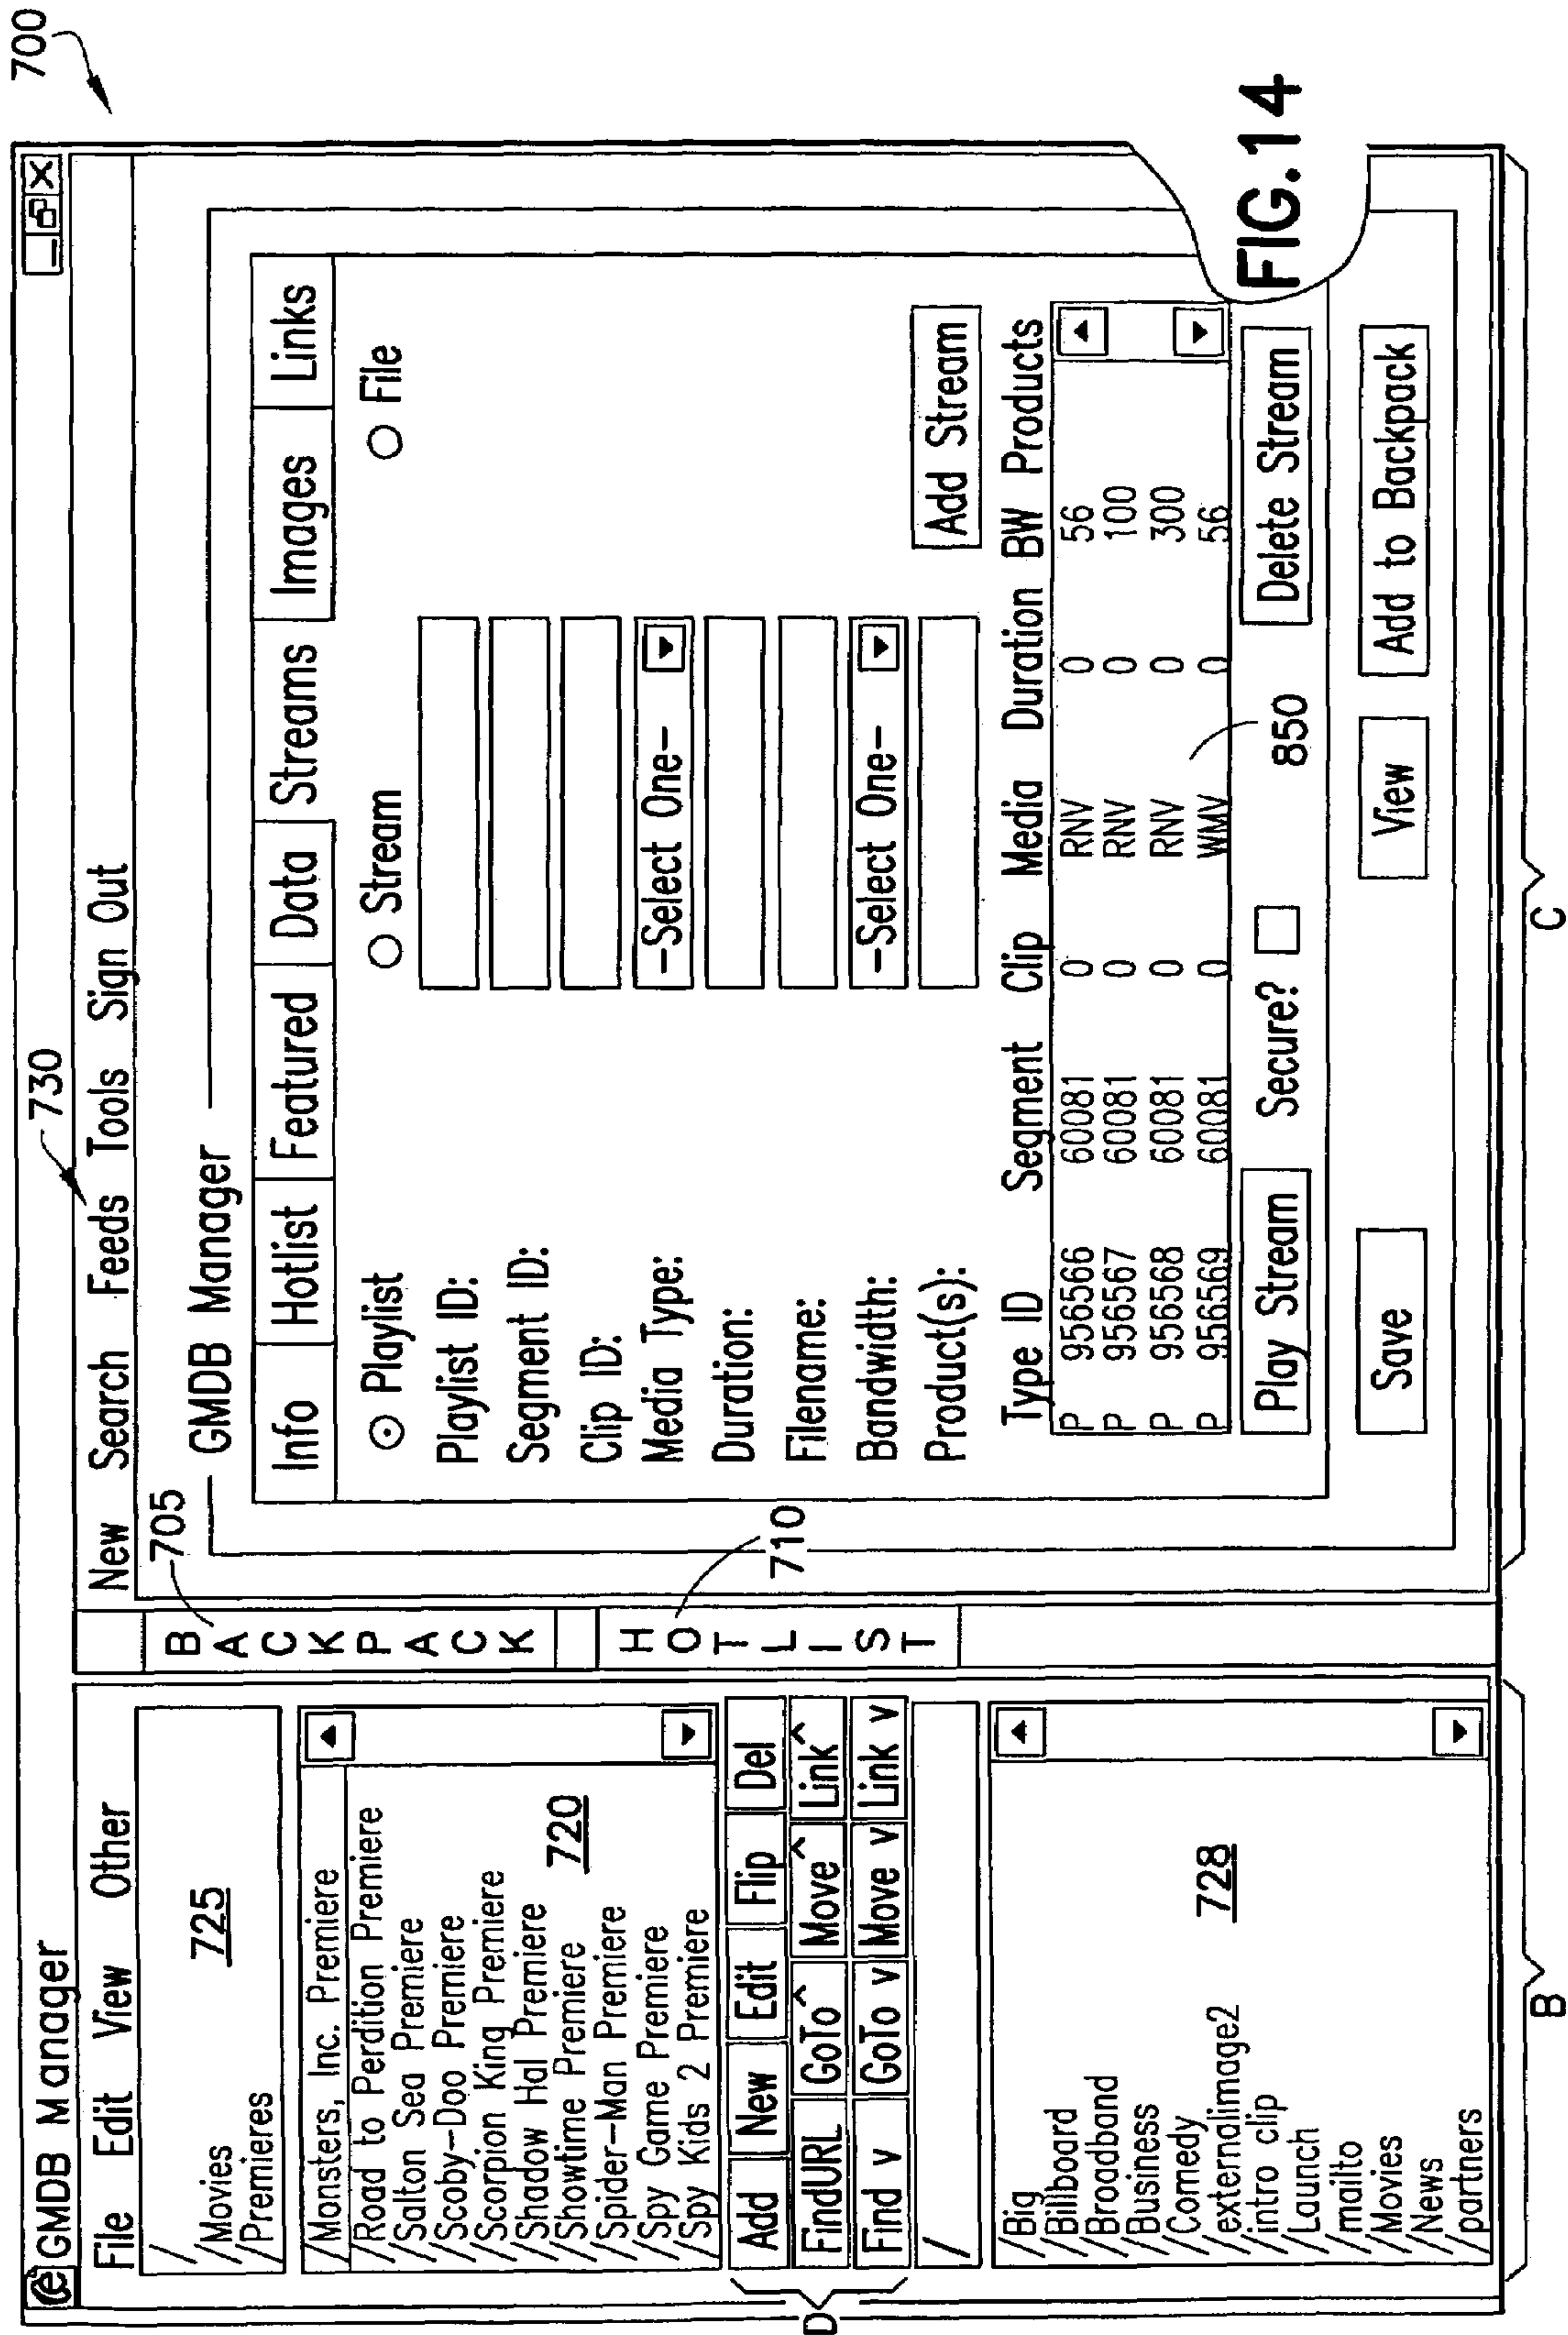 700
GMDB Manager
File Edit View Other
725
/
/Movies
/Premieres
/Monsters, Inc. Premiere
/Road to Perdition Premiere
/Salton Sea Premiere
/Scoby-Doo Premiere
/Scorpion King Premiere
/Shadow Hal Premiere
/Showtime Premiere
/Spider-Man Premiere
/Spy Game Premiere
/Spy Kids 2 Premiere
720
Add New Edit Flip Del
FindURL GoTo^ Move^ Link^
Find v GoTo v Move v Link v
D
/
/Big
/Billboard
/Broadband
/Business
/Comedy
/externalimage2
/intro clip
/Launch
/mailto
/Movies
/News
/partners
728
B
BACKPACK
705
HOTLIST
710
730
New Search Feeds Tools Sign Out
GMDB Manager
Info Hotlist Featured Data Streams Images Links
Playlist Stream File
Playlist ID:
Segment ID:
Clip ID:
Media Type: -Select One-
Duration:
Filename:
Bandwidth: -Select One-
Product(s):
Add Stream
Type ID Segment Clip Media Duration BW Products
P 956566 60081 0 RNV 0 56
P 956567 60081 0 RNV 0 100
P 956568 60081 0 RNV 0 300
P 956569 60081 0 WMV 0 56
Play Stream Secure? Delete Stream
850
Save View Add to Backpack
C
FIG.14